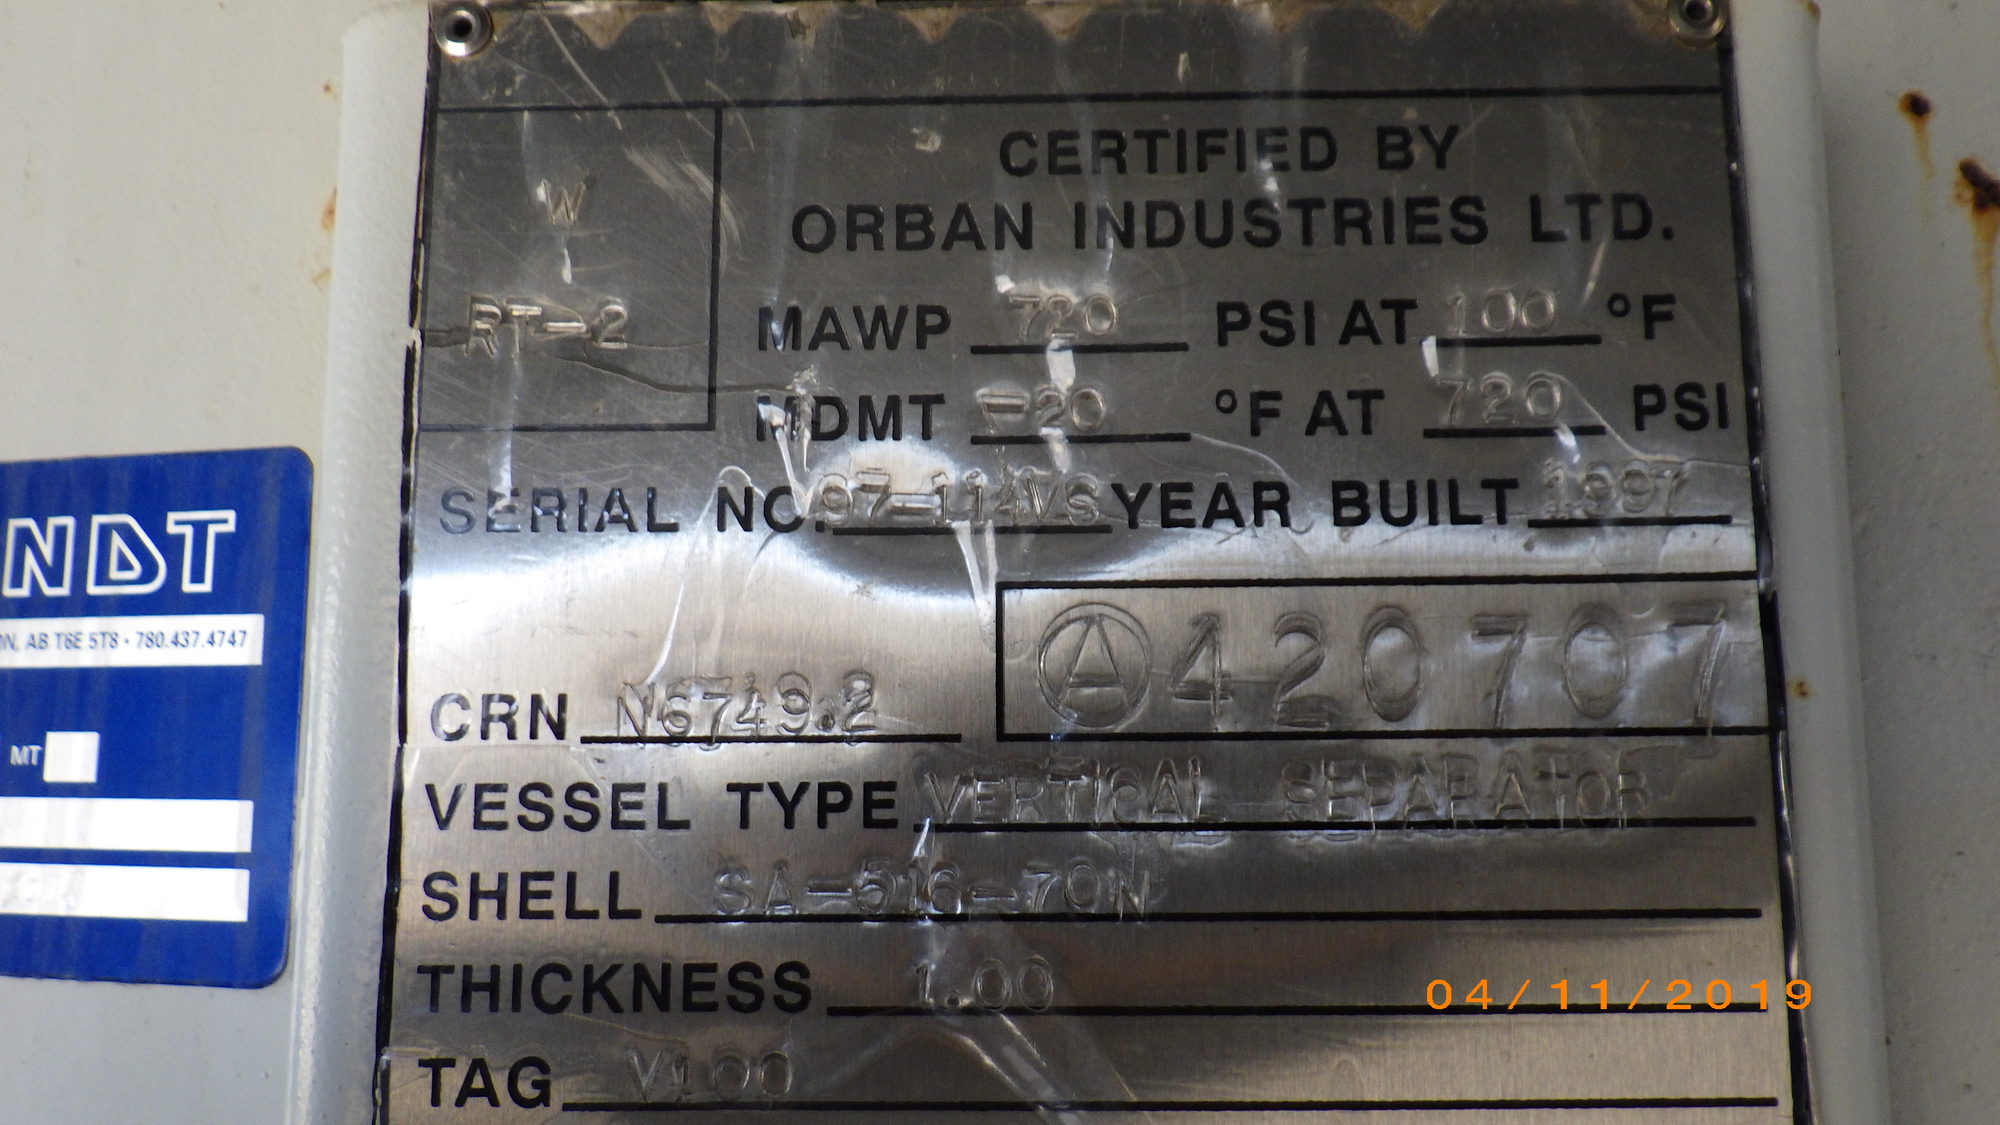 CERTIFIED BY
ORBAN INDUSTRIES LTD.
W
RT-2
MAWP 720 PSI AT 100 °F
MDMT -20 °F AT 720 PSI
SERIAL NO. 97-114VS YEAR BUILT 1997
A 420707
CRN N6749.2
VESSEL TYPE VERTICAL SEPARATOR
SHELL SA-516-70N
THICKNESS 1.00
TAG V100
NDT
ON, AB T6E 5T8 • 780.437.4747
MT
04/11/2019